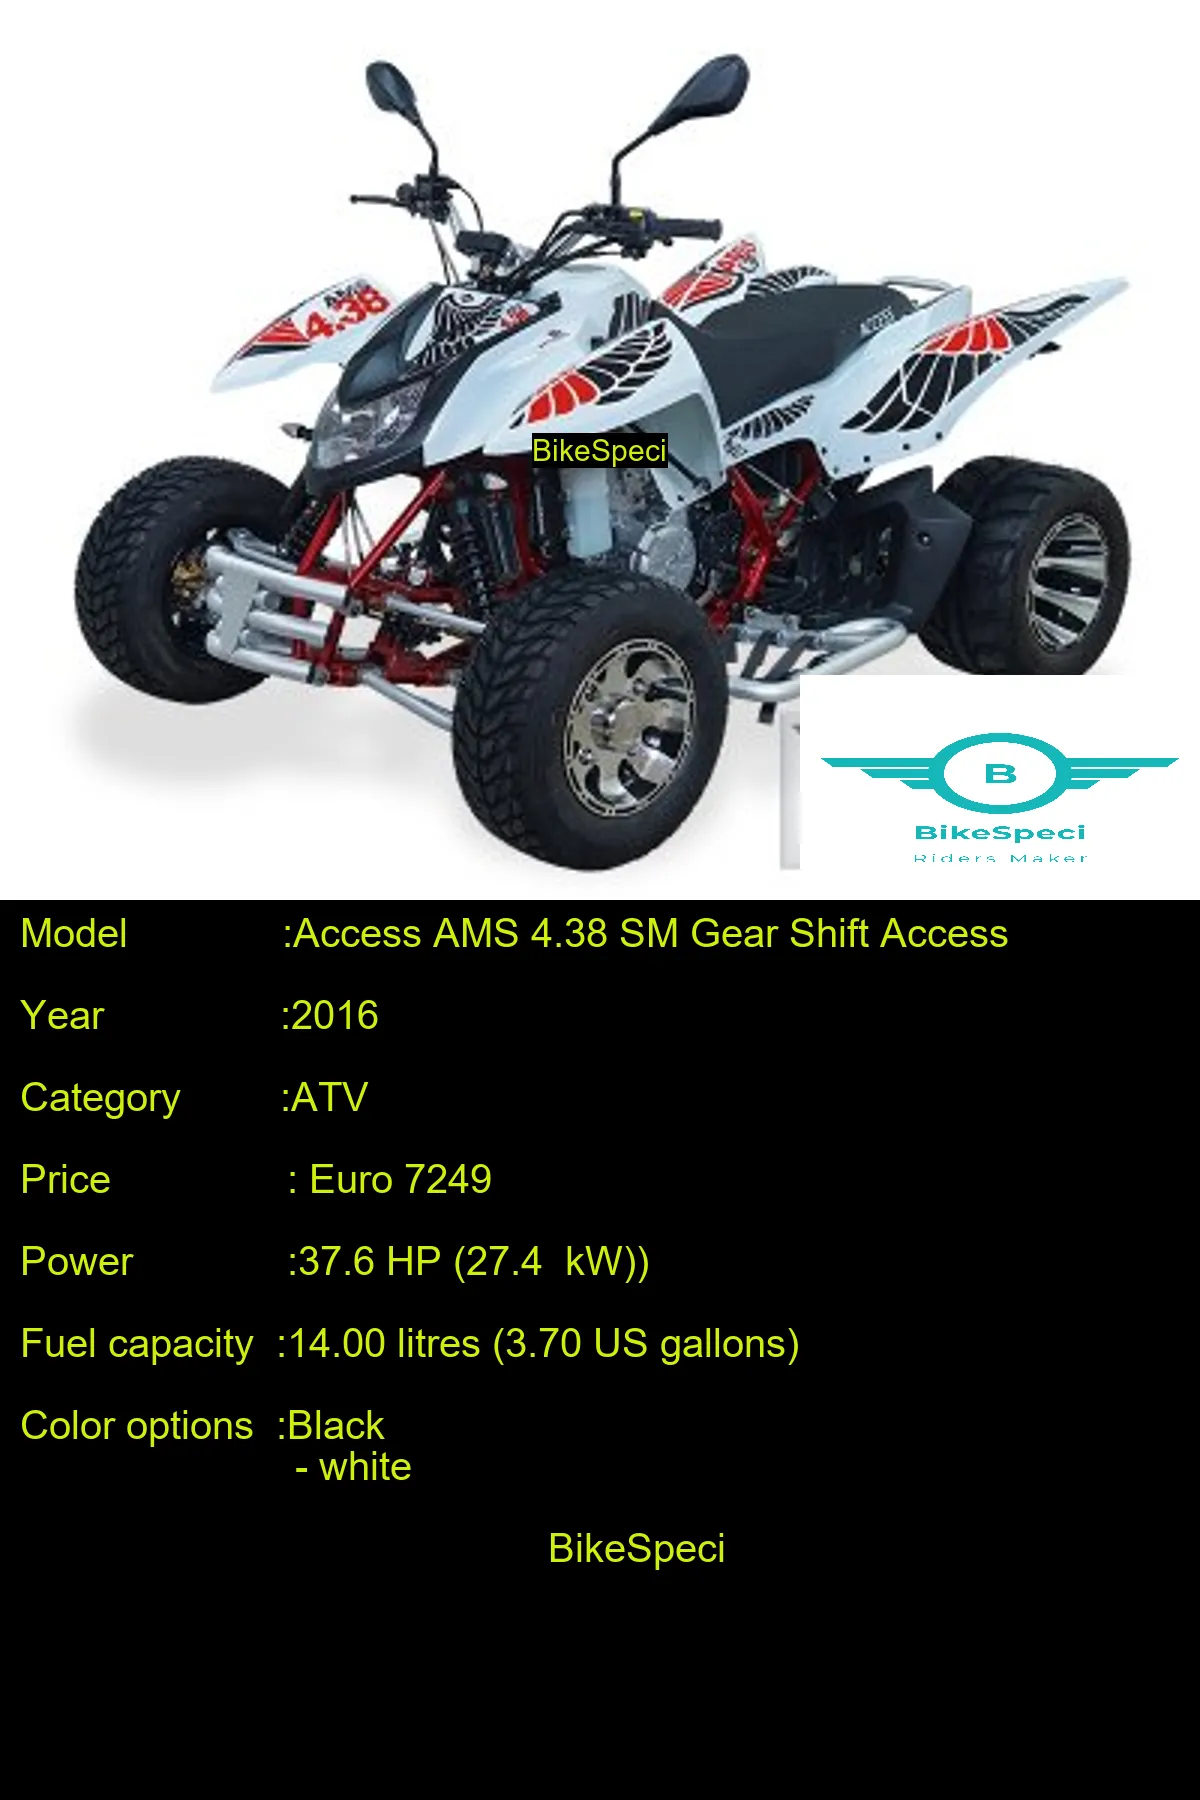 AMS
4.38
ACCESS
BikeSpeci
B
BikeSpeci
Riders Maker
Model :Access AMS 4.38 SM Gear Shift Access
Year :2016
Category :ATV
Price : Euro 7249
Power :37.6 HP (27.4  kW))
Fuel capacity :14.00 litres (3.70 US gallons)
Color options :Black
- white
BikeSpeci